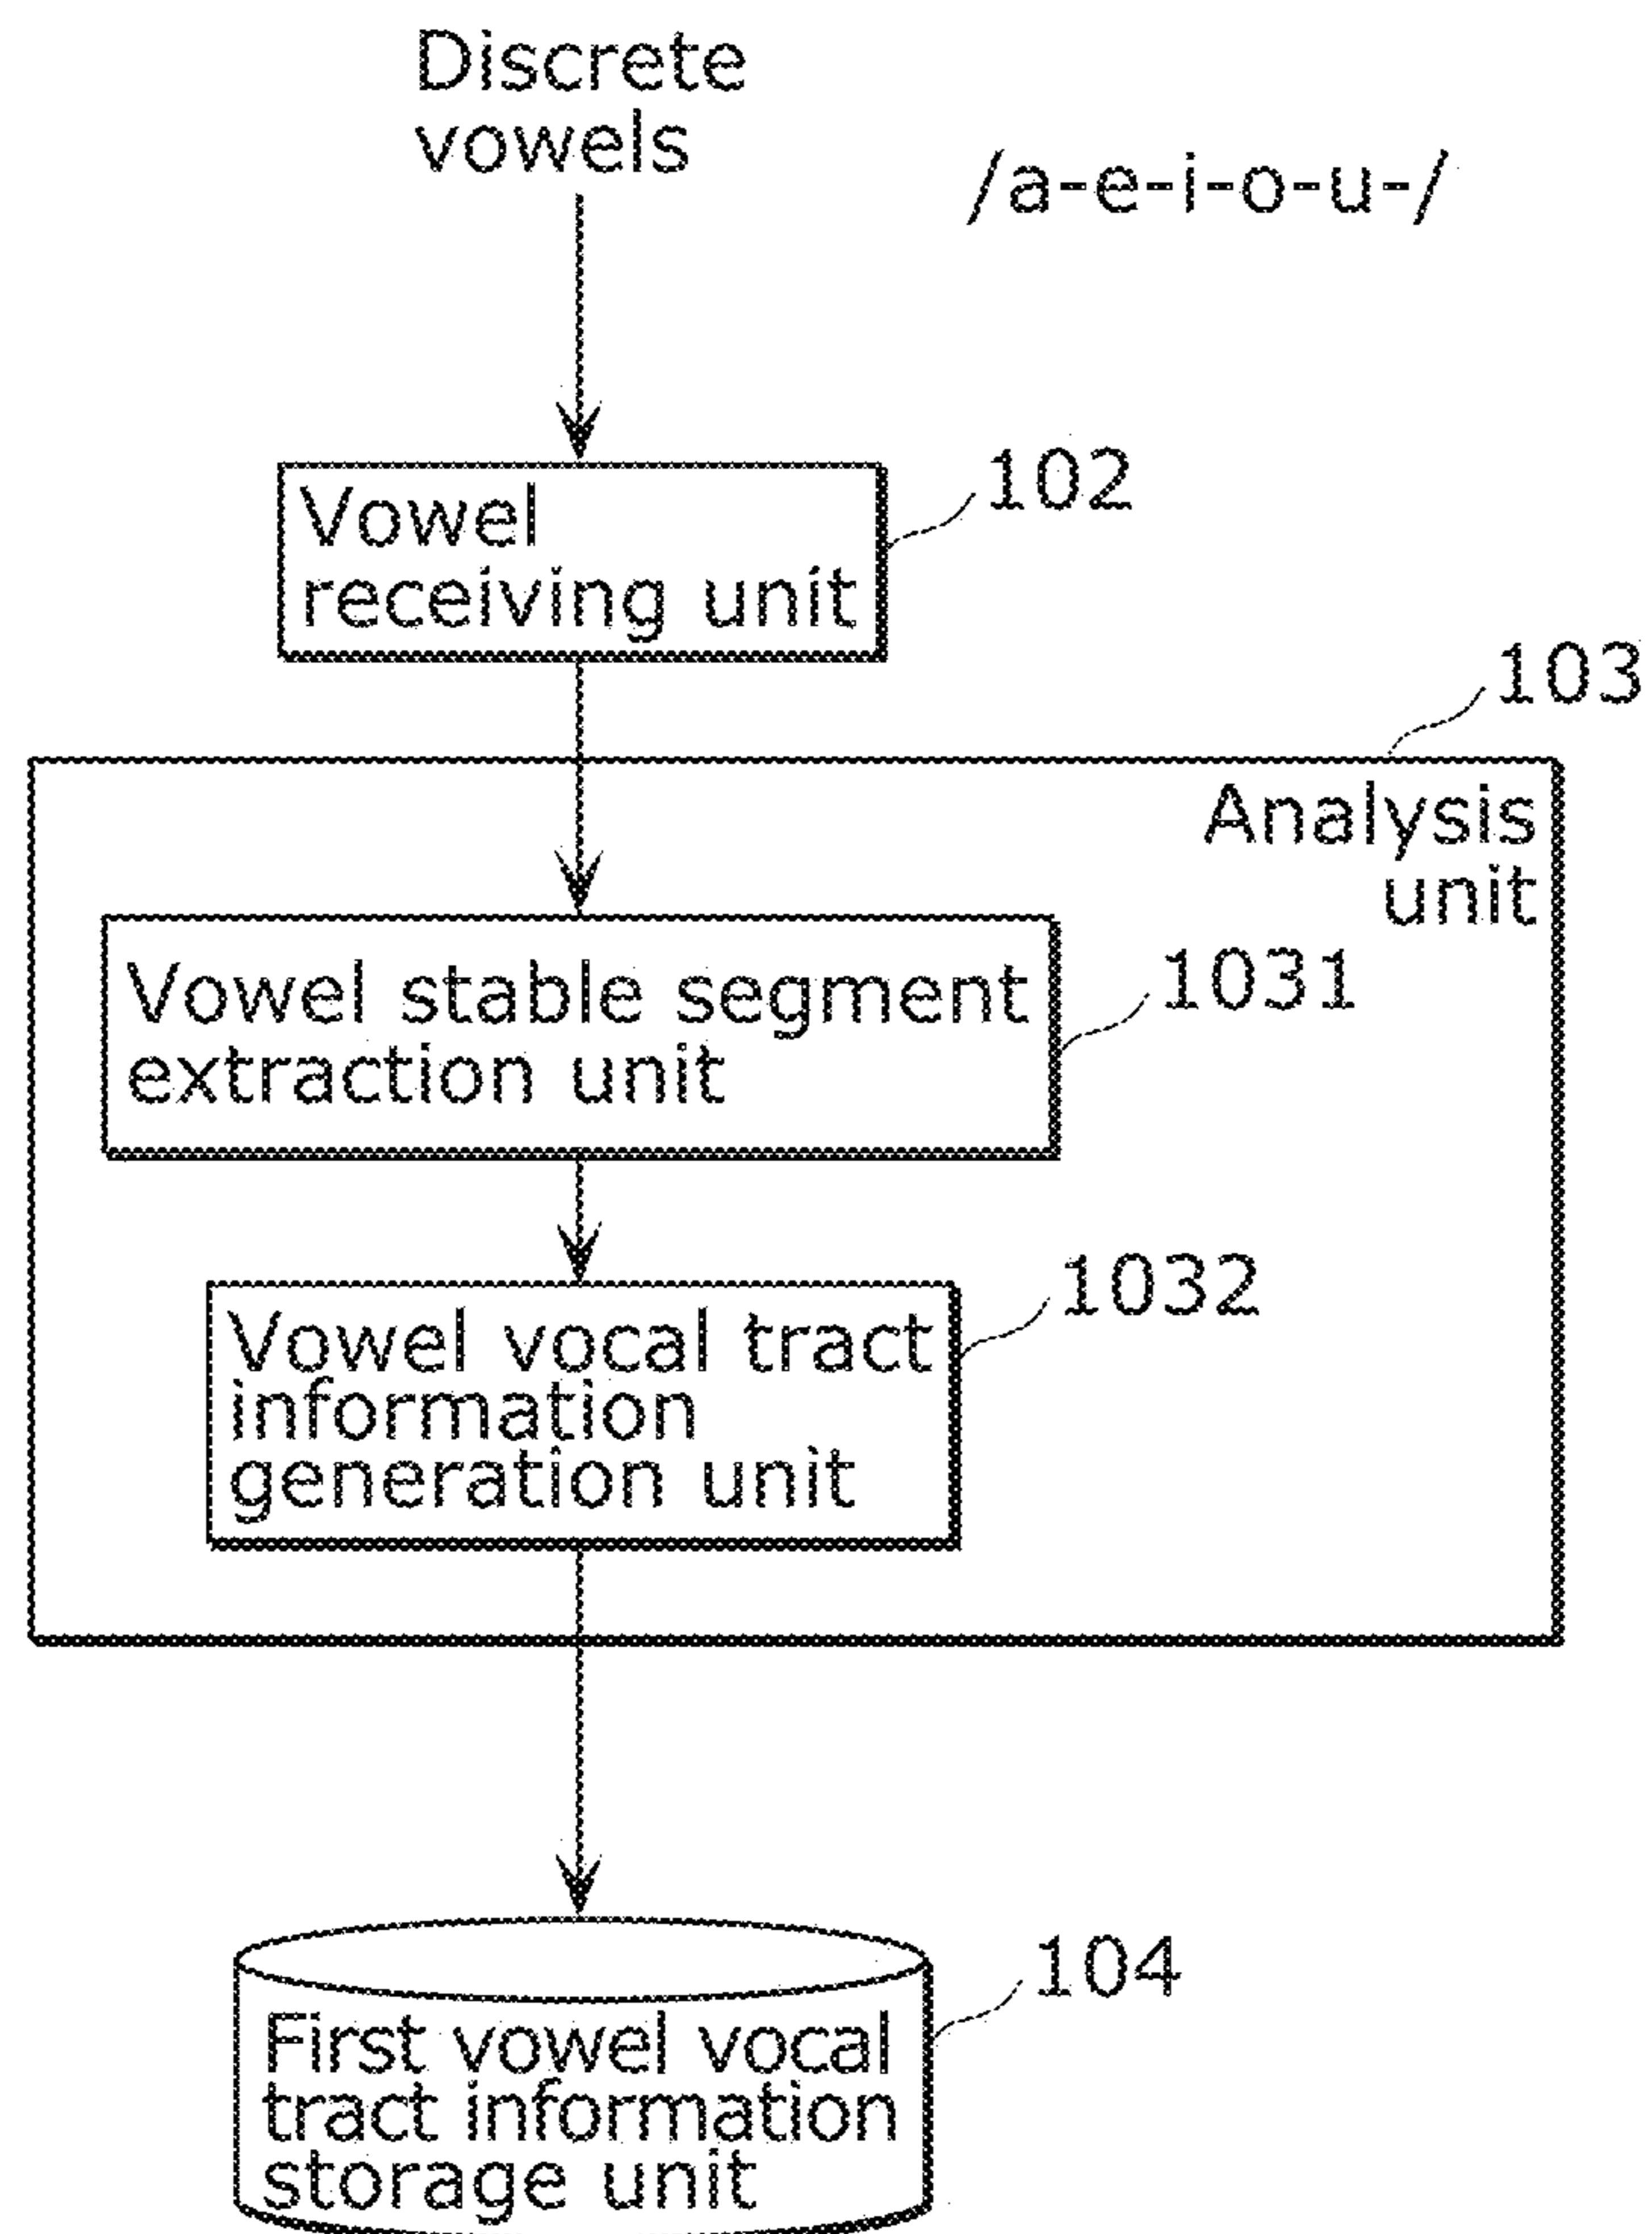 Discrete
vowels
/a-e-i-o-u-/
Vowel
receiving unit
102
103
Analysis
unit
Vowel stable segment
extraction unit
1031
Vowel vocal tract
information
generation unit
1032
First vowel vocal
tract information
storage unit
104